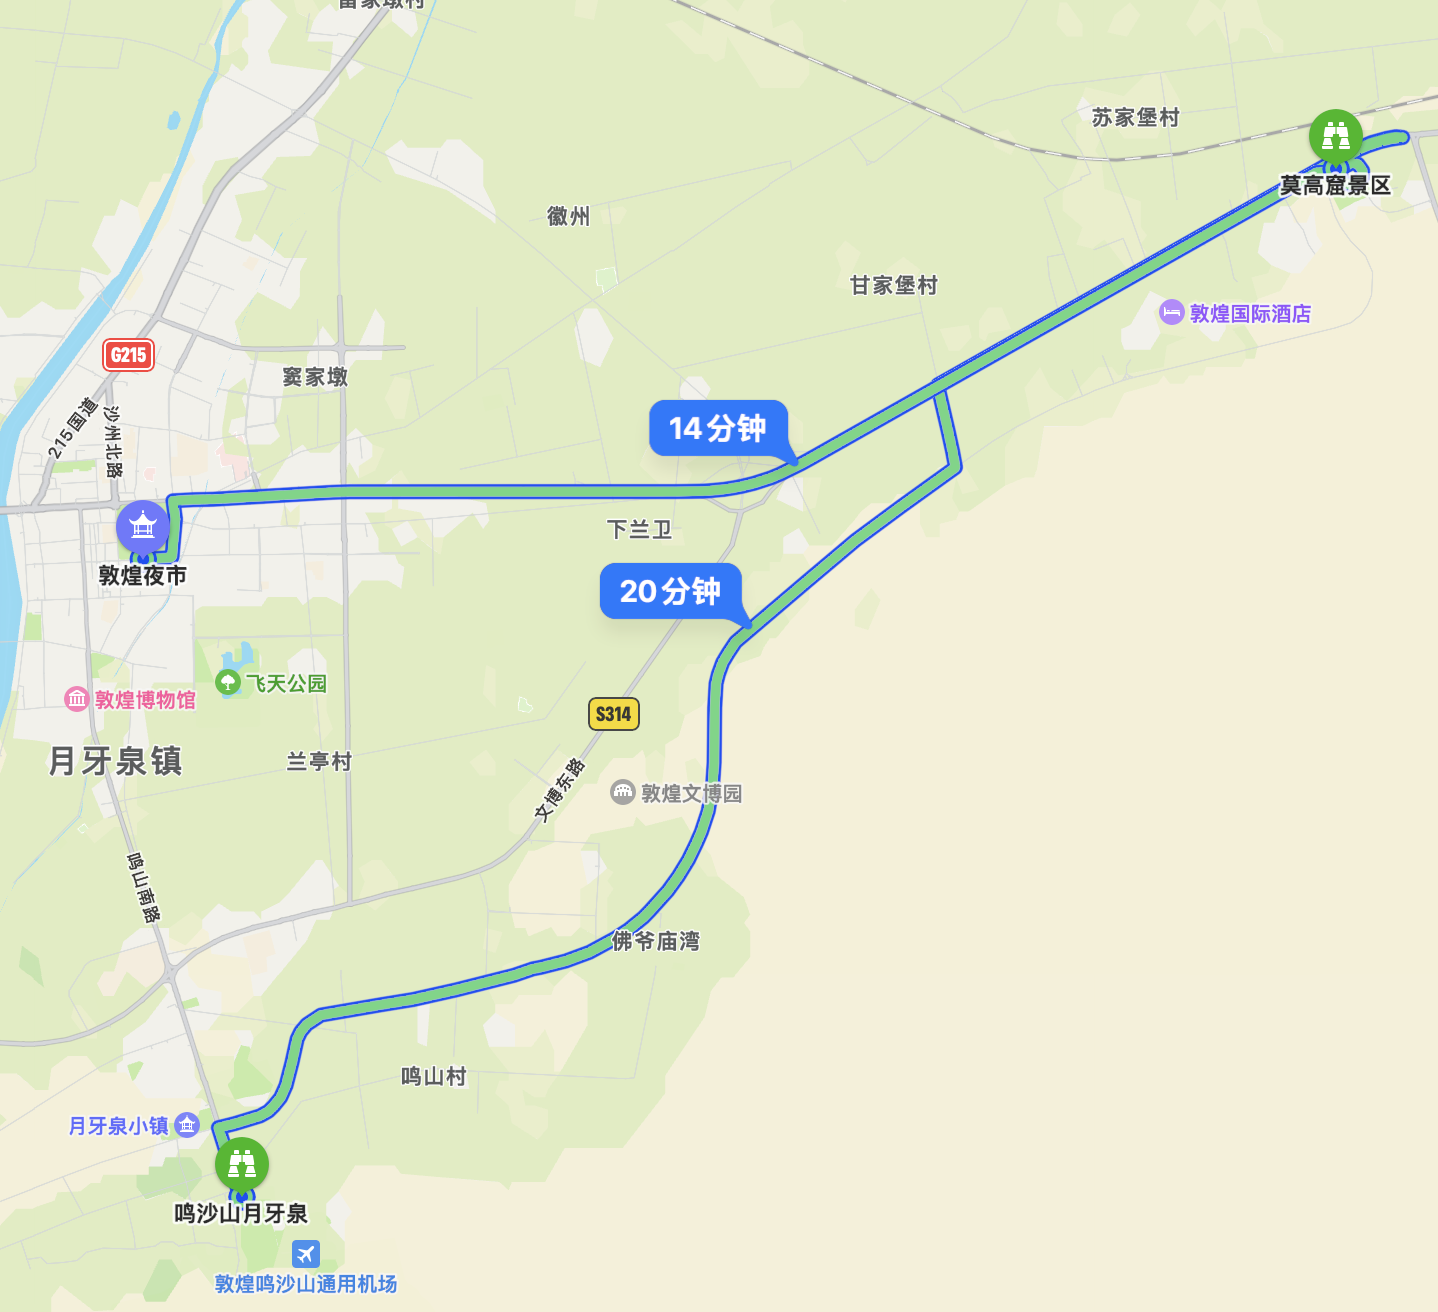 雷家墩村
苏家堡村
莫高窟景区
徽州
甘家堡村
敦煌国际酒店
G215
窦家墩
215国道
沙州北路
14分钟
敦煌夜市
下兰卫
20分钟
飞天公园
敦煌博物馆
S314
月牙泉镇
兰亭村
文博东路
敦煌文博园
鸣山南路
佛爷庙湾
鸣山村
月牙泉小镇
鸣沙山月牙泉
敦煌鸣沙山通用机场